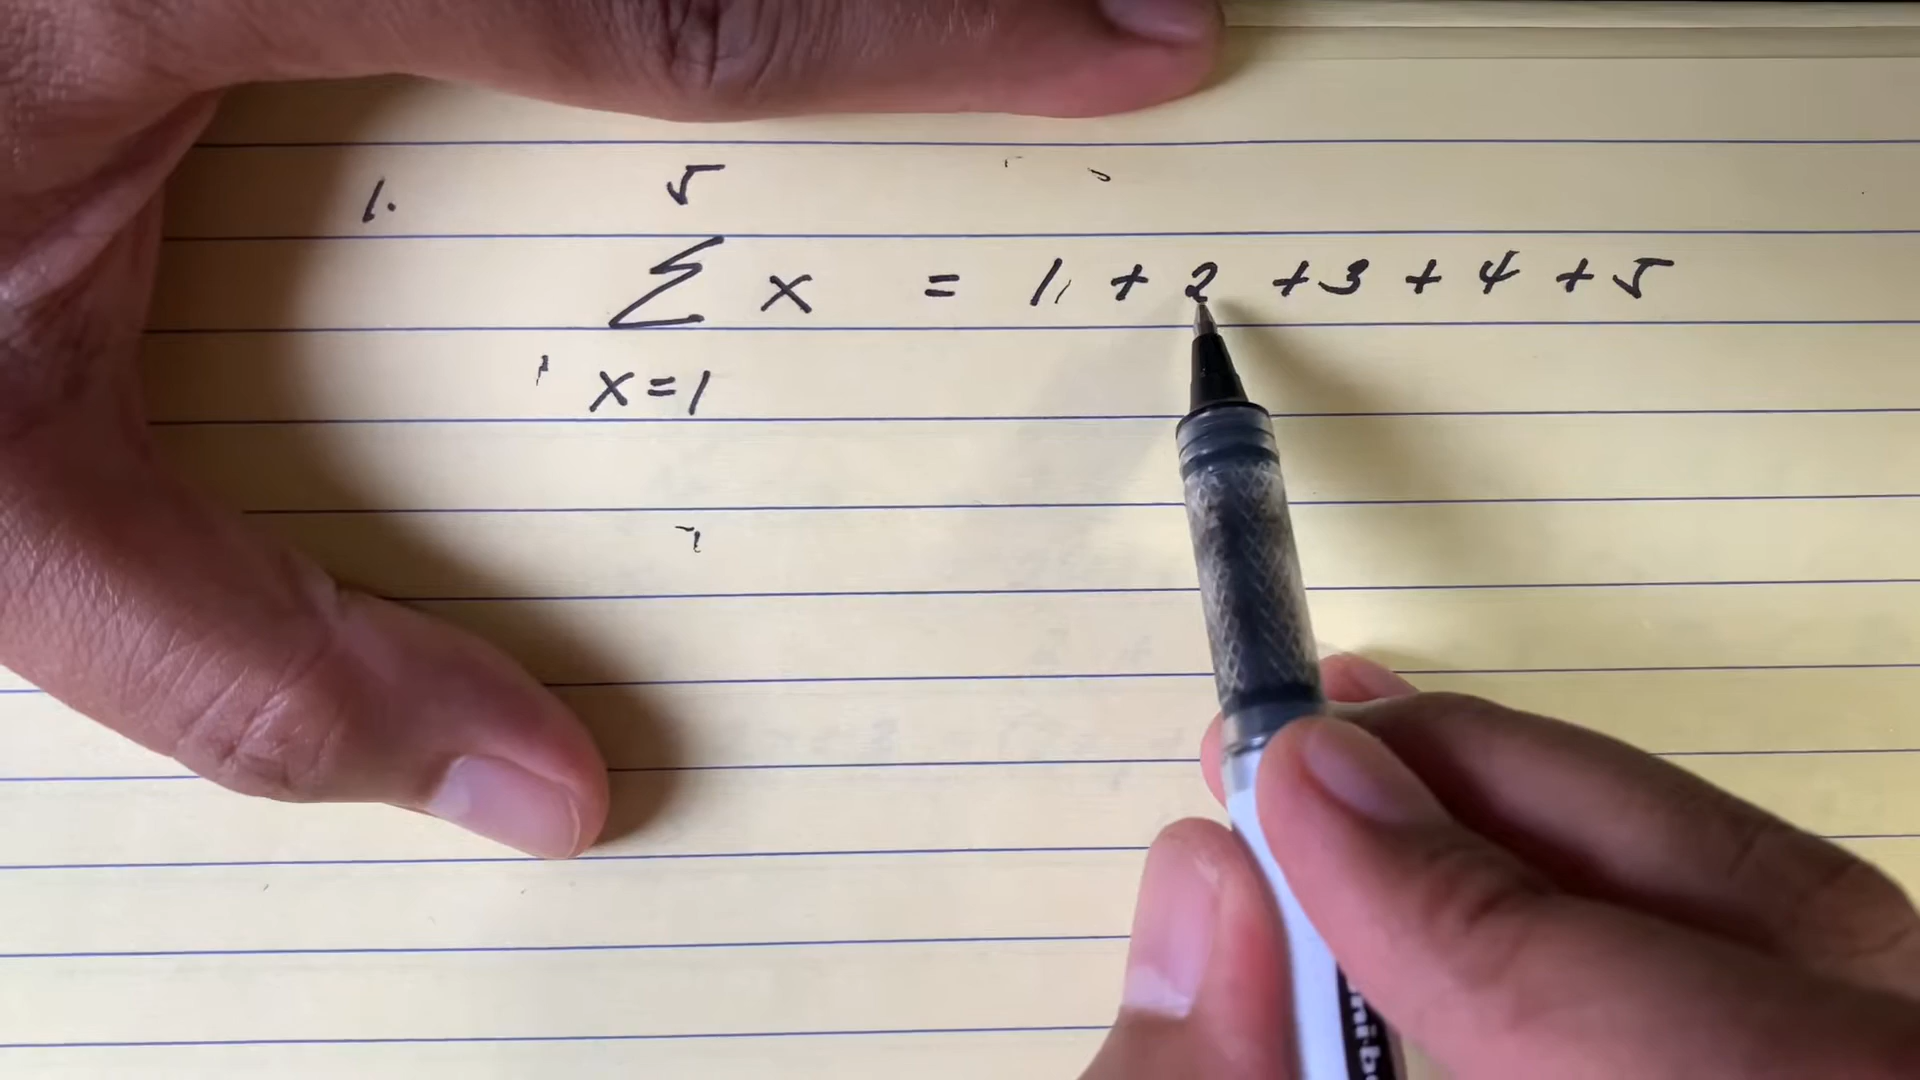 1.
5
∑ x = 1 + 2 + 3 + 4 + 5
x=1